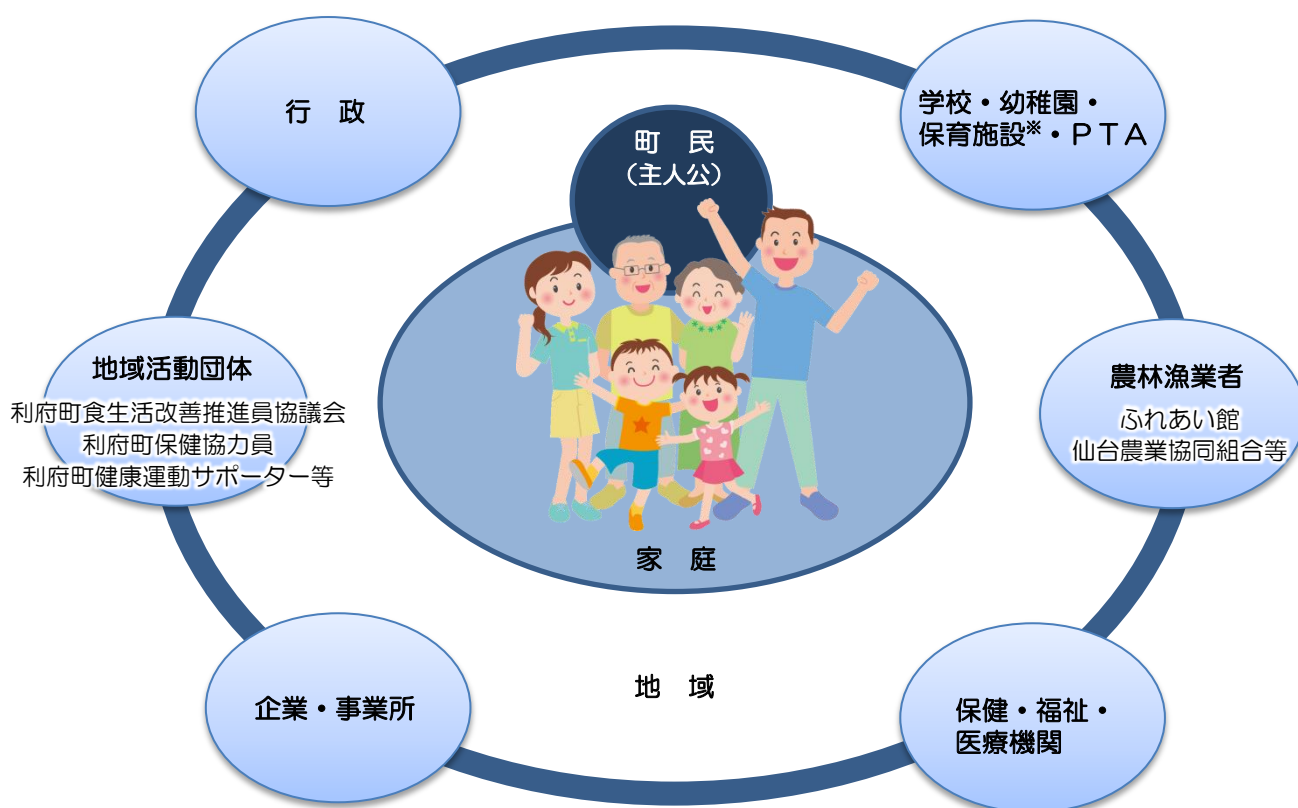 行　政
学校・幼稚園・
保育施設※・ＰＴＡ
町　民
（主人公）
地域活動団体
利府町食生活改善推進員協議会
利府町保健協力員
利府町健康運動サポーター等
農林漁業者
ふれあい館
仙台農業協同組合等
家　庭
地　域
企業・事業所
保健・福祉・
医療機関